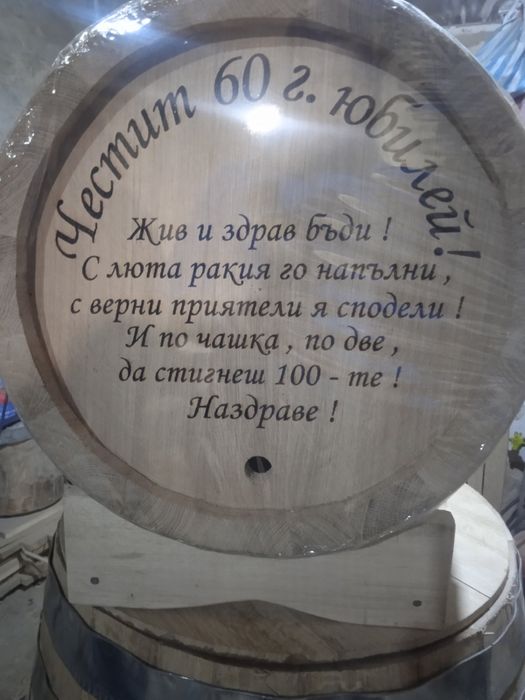 Честит 60 г. юбилей!
Жив и здрав бъди !
С люта ракия го напълни ,
с верни приятели я сподели !
И по чашка , по две ,
да стигнеш 100 - те !
Наздраве !